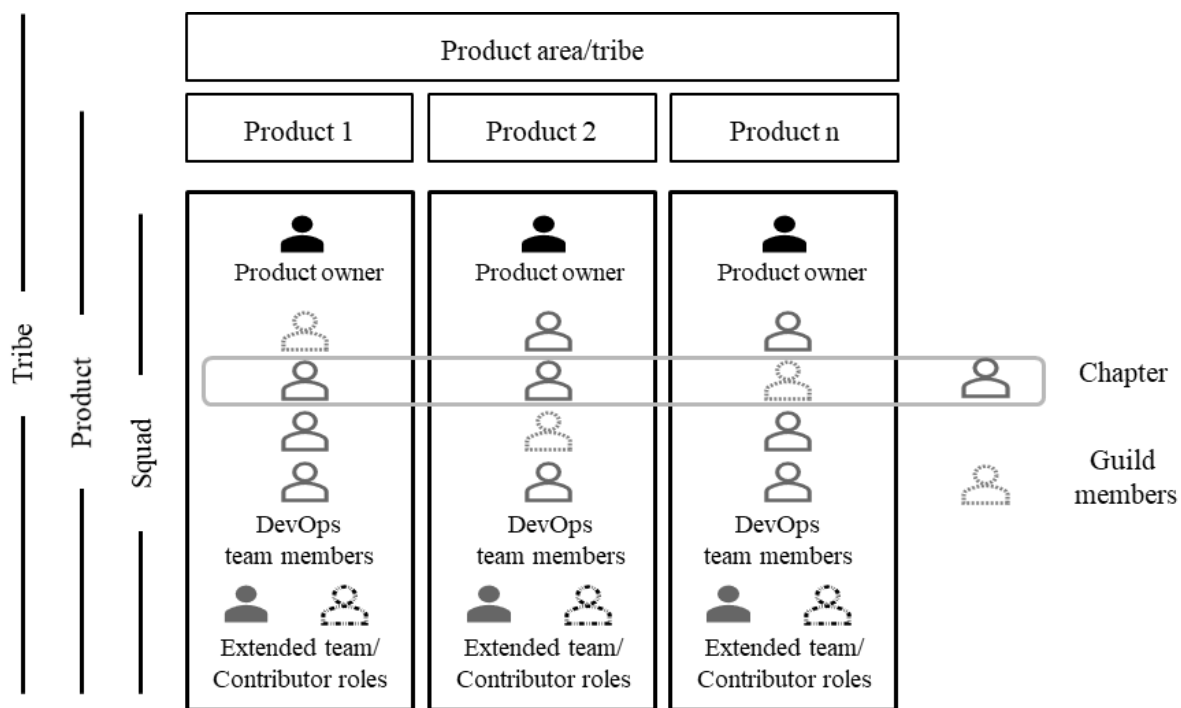 Product area/tribe
Product 1
Product 2
Product n
Product owner
Product owner
Product owner
Tribe
Product
Squad
Chapter
Guild
members
DevOps
team members
DevOps
team members
DevOps
team members
Extended team/
Contributor roles
Extended team/
Contributor roles
Extended team/
Contributor roles